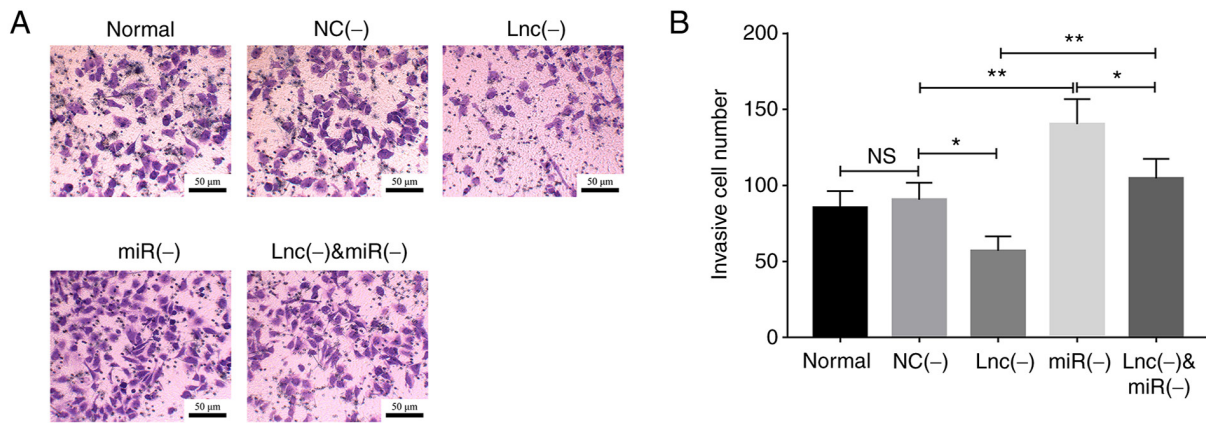 A
Normal
NC(−)
Lnc(−)
50 μm
50 μm
50 μm
miR(−)
Lnc(−)&miR(−)
50 μm
50 μm
B
Invasive cell number
200
150
100
50
0
**
**
*
*
NS
Normal
NC(−)
Lnc(−)
miR(−)
Lnc(−)&
miR(−)